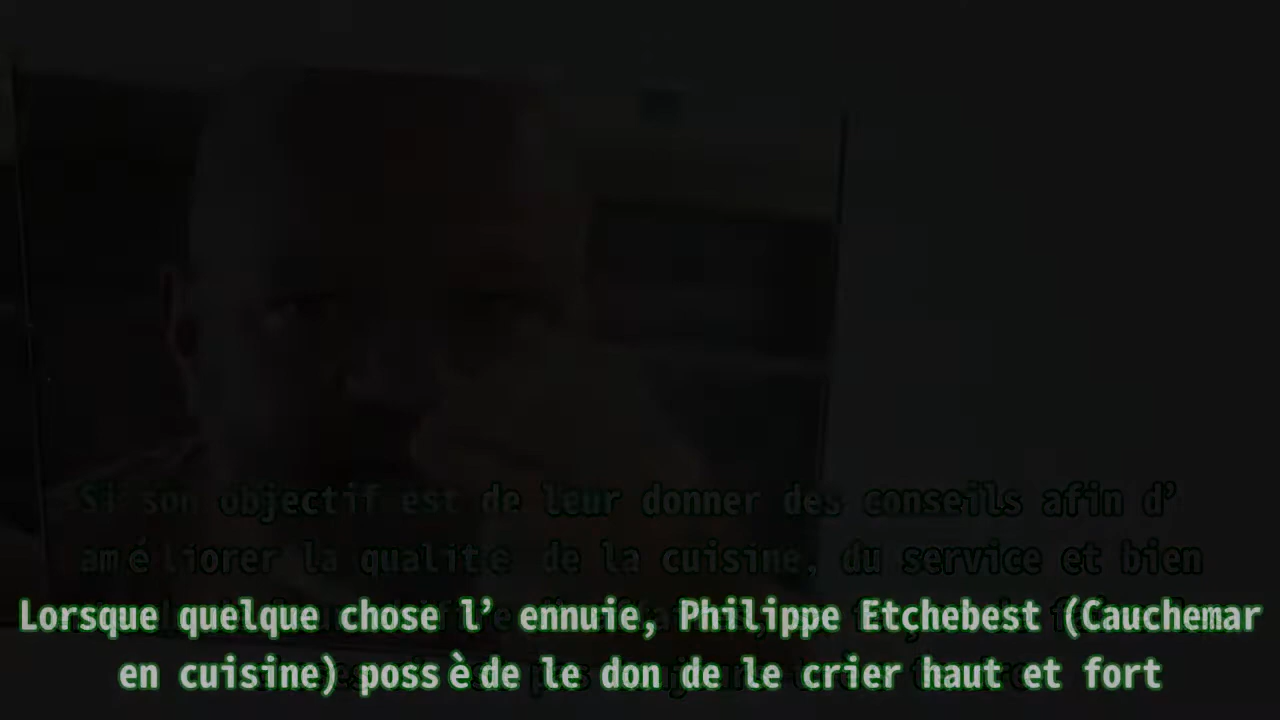 Si son objectif est de leur donner des conseils afin d’
améliorer la qualité de la cuisine, du service et bien
Lorsque quelque chose l’ ennuie, Philippe Etchebest (Cauchemar
en cuisine) possède le don de le crier haut et fort